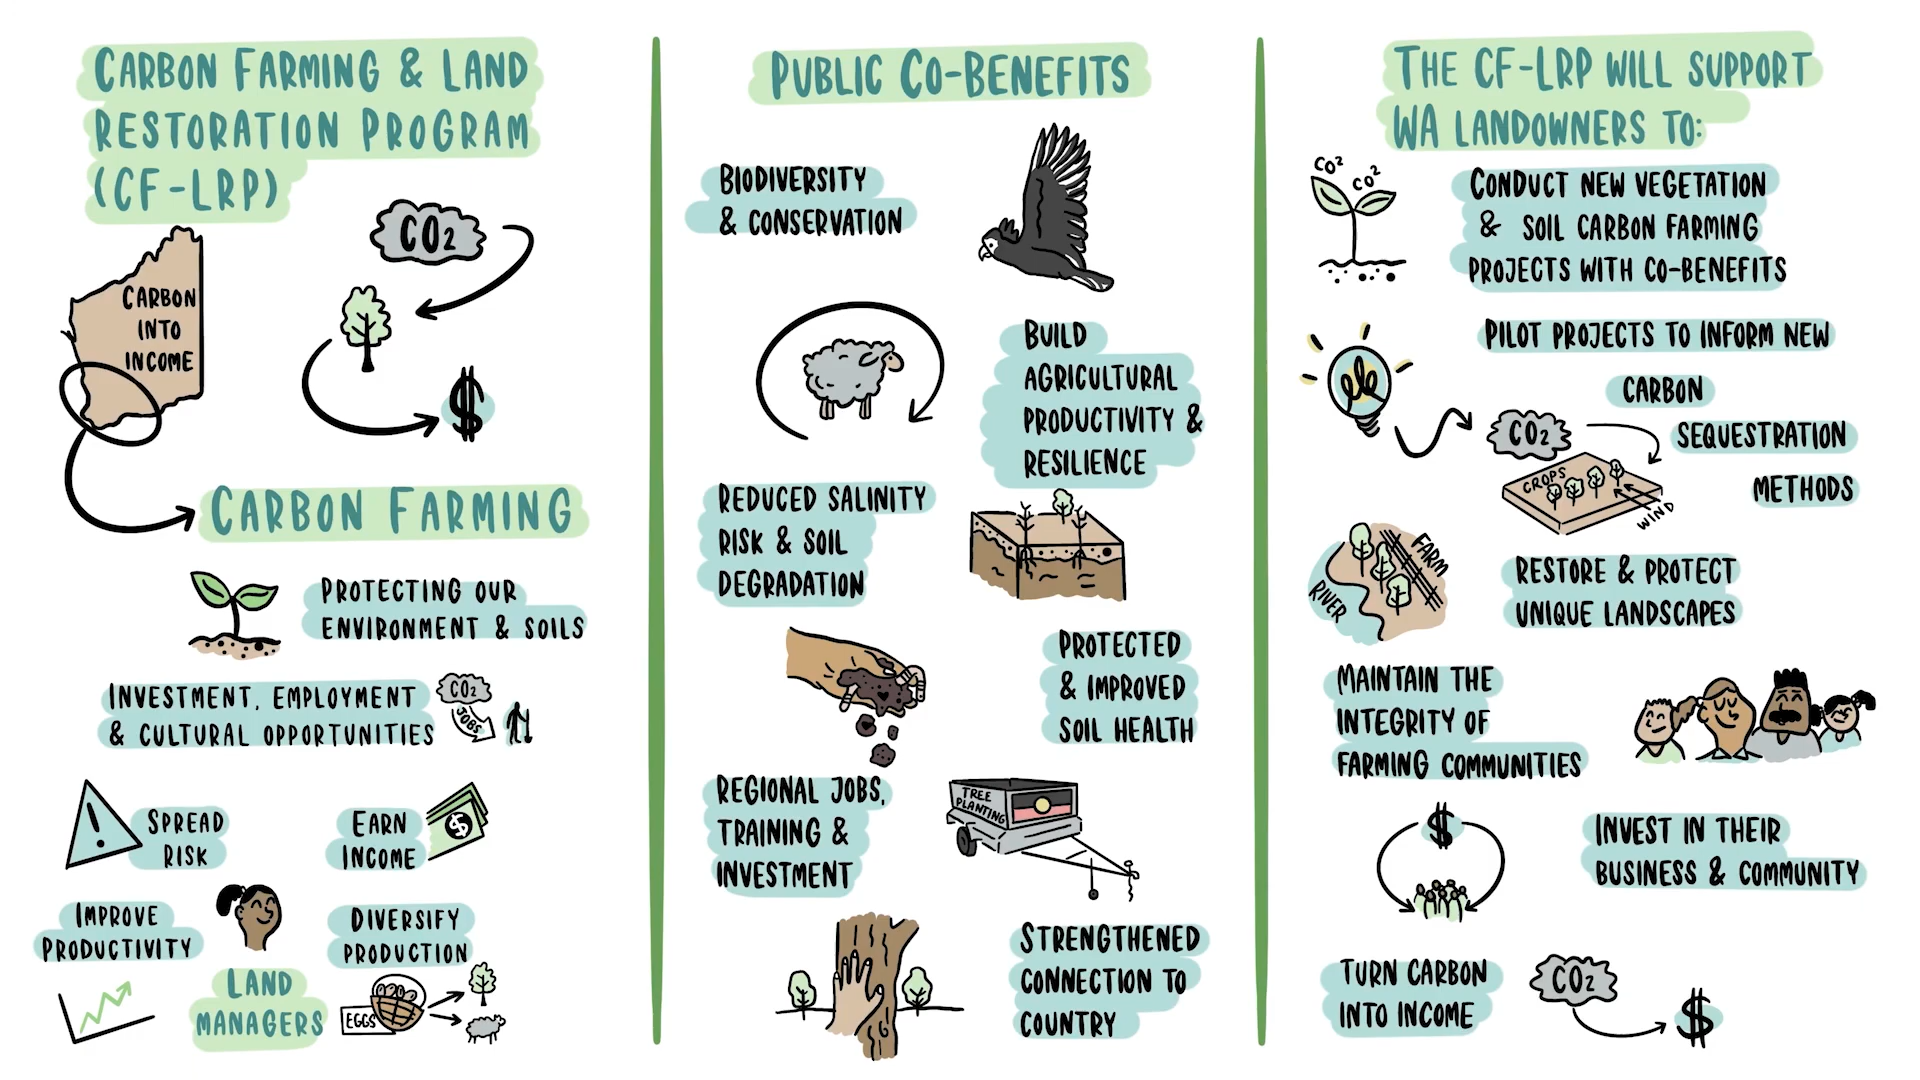 CARBON FARMING & LAND
RESTORATION PROGRAM
(CF-LRP)
CO2
CARBON
INTO
INCOME
$
CARBON FARMING
PROTECTING OUR
ENVIRONMENT & SOILS
INVESTMENT, EMPLOYMENT
& CULTURAL OPPORTUNITIES
CO2
JOBS
SPREAD
RISK
EARN
INCOME
$
IMPROVE
PRODUCTIVITY
DIVERSIFY
PRODUCTION
LAND
MANAGERS
EGGS
PUBLIC CO-BENEFITS
BIODIVERSITY
& CONSERVATION
BUILD
AGRICULTURAL
PRODUCTIVITY &
RESILIENCE
REDUCED SALINITY
RISK & SOIL
DEGRADATION
PROTECTED
& IMPROVED
SOIL HEALTH
REGIONAL JOBS,
TRAINING &
INVESTMENT
TREE
PLANTING
STRENGTHENED
CONNECTION TO
COUNTRY
THE CF-LRP WILL SUPPORT
WA LANDOWNERS TO:
CO2
CO2
CONDUCT NEW VEGETATION
& SOIL CARBON FARMING
PROJECTS WITH CO-BENEFITS
PILOT PROJECTS TO INFORM NEW
CARBON
SEQUESTRATION
METHODS
CO2
CROPS
WIND
RIVER
FARM
RESTORE & PROTECT
UNIQUE LANDSCAPES
MAINTAIN THE
INTEGRITY OF
FARMING COMMUNITIES
$
INVEST IN THEIR
BUSINESS & COMMUNITY
TURN CARBON
INTO INCOME
CO2
$